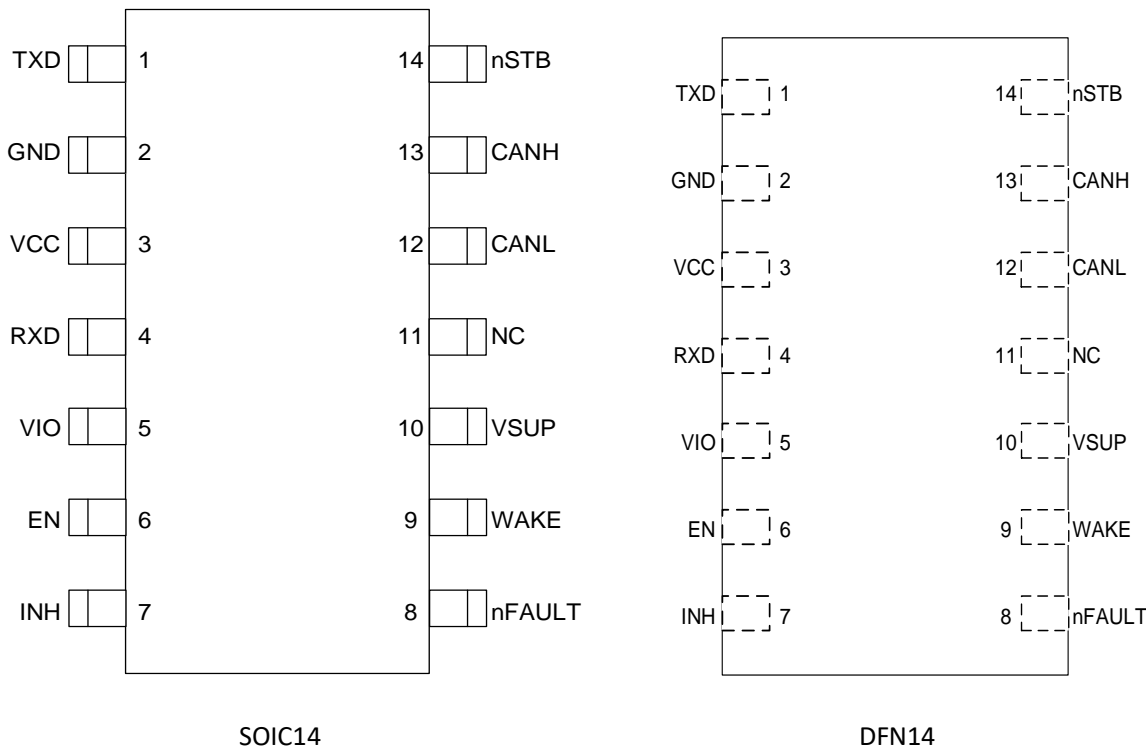 TXD 1 14 nSTB
GND 2 13 CANH
VCC 3 12 CANL
RXD 4 11 NC
VIO 5 10 VSUP
EN 6 9 WAKE
INH 7 8 nFAULT
SOIC14
TXD 1 14 nSTB
GND 2 13 CANH
VCC 3 12 CANL
RXD 4 11 NC
VIO 5 10 VSUP
EN 6 9 WAKE
INH 7 8 nFAULT
DFN14